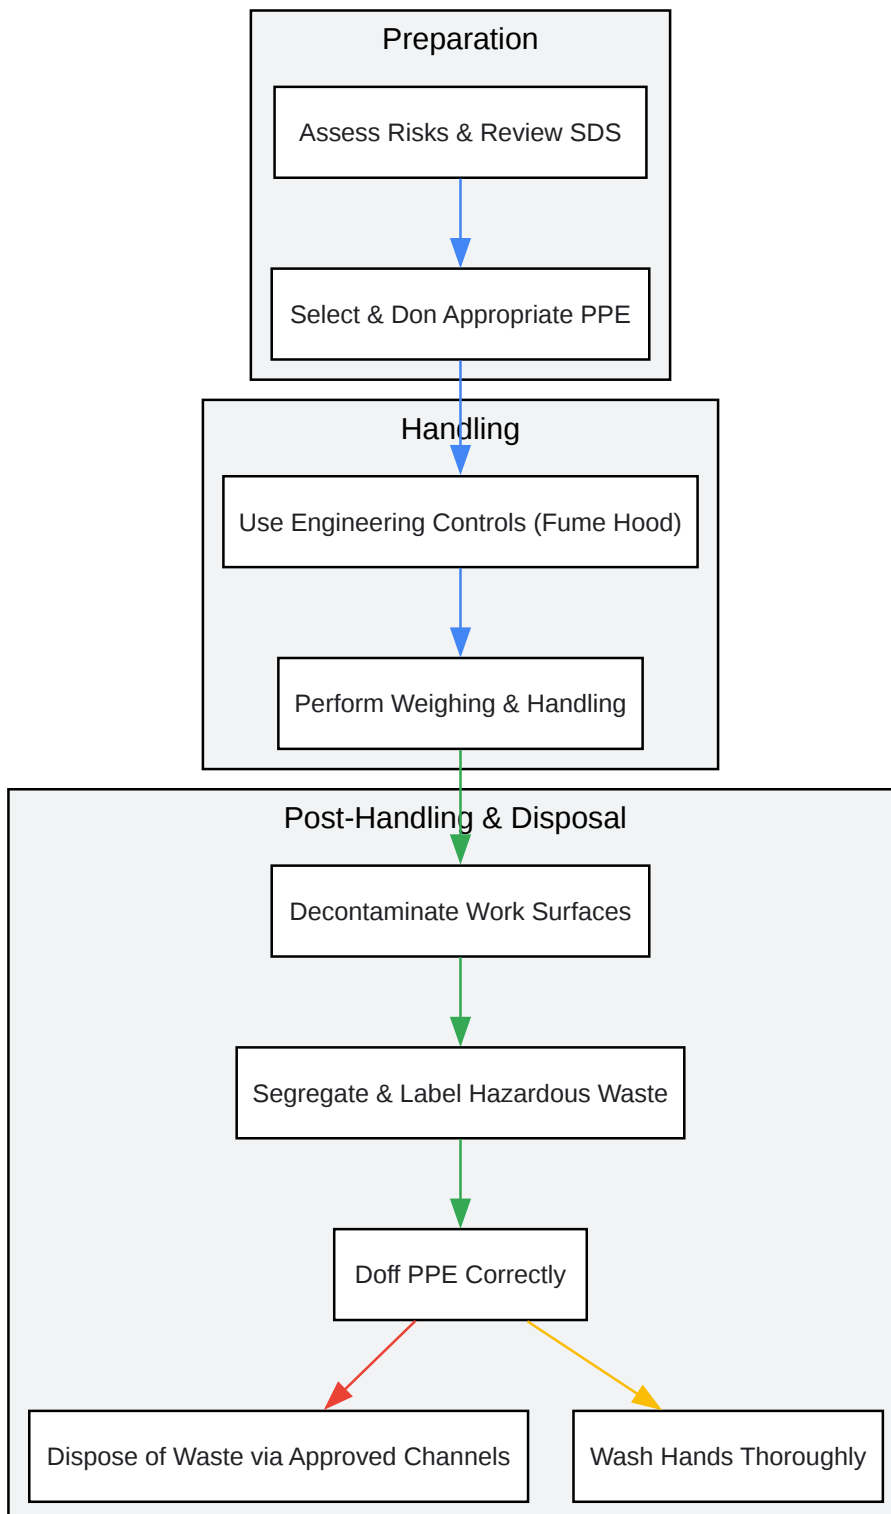 Preparation
Assess Risks & Review SDS
Select & Don Appropriate PPE
Handling
Use Engineering Controls (Fume Hood)
Perform Weighing & Handling
Post-Handling & Disposal
Decontaminate Work Surfaces
Segregate & Label Hazardous Waste
Doff PPE Correctly
Dispose of Waste via Approved Channels
Wash Hands Thoroughly